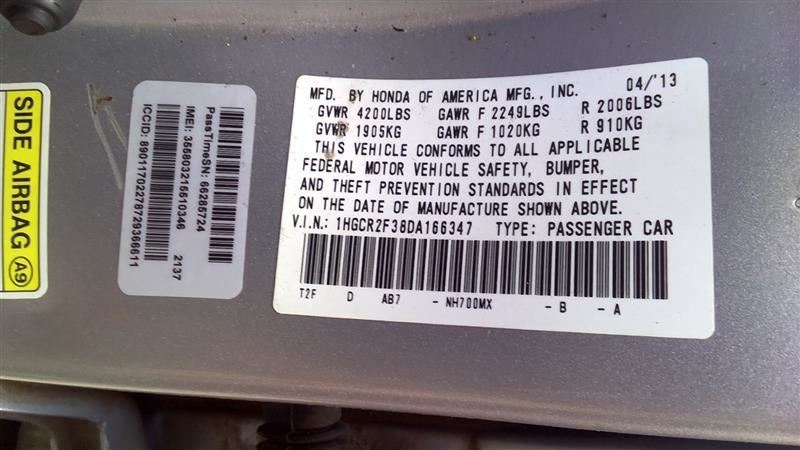 SIDE AIRBAG A9
PassTimeSN: 66285724
IMEI: 355803215510346 2137
ICCID: 89011702278729366611
MFD. BY HONDA OF AMERICA MFG., INC. 04/'13
GVWR 4200LBS GAWR F 2249LBS R 2006LBS
GVWR 1905KG GAWR F 1020KG R 910KG
THIS VEHICLE CONFORMS TO ALL APPLICABLE
FEDERAL MOTOR VEHICLE SAFETY, BUMPER,
AND THEFT PREVENTION STANDARDS IN EFFECT
ON THE DATE OF MANUFACTURE SHOWN ABOVE.
V.I.N.: 1HGCR2F38DA166347 TYPE: PASSENGER CAR
T2F D AB7 - NH700MX - B - A